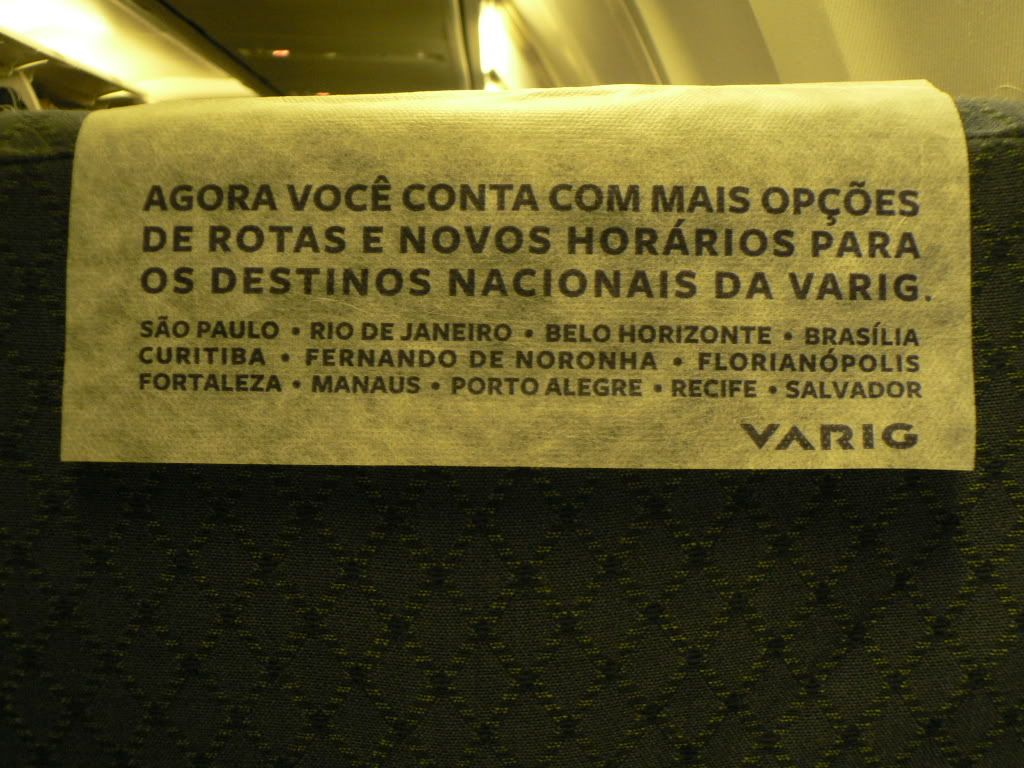 AGORA VOCÊ CONTA COM MAIS OPÇÕES
DE ROTAS E NOVOS HORÁRIOS PARA
OS DESTINOS NACIONAIS DA VARIG.
SÃO PAULO • RIO DE JANEIRO • BELO HORIZONTE • BRASÍLIA
CURITIBA • FERNANDO DE NORONHA • FLORIANÓPOLIS
FORTALEZA • MANAUS • PORTO ALEGRE • RECIFE • SALVADOR
VARIG